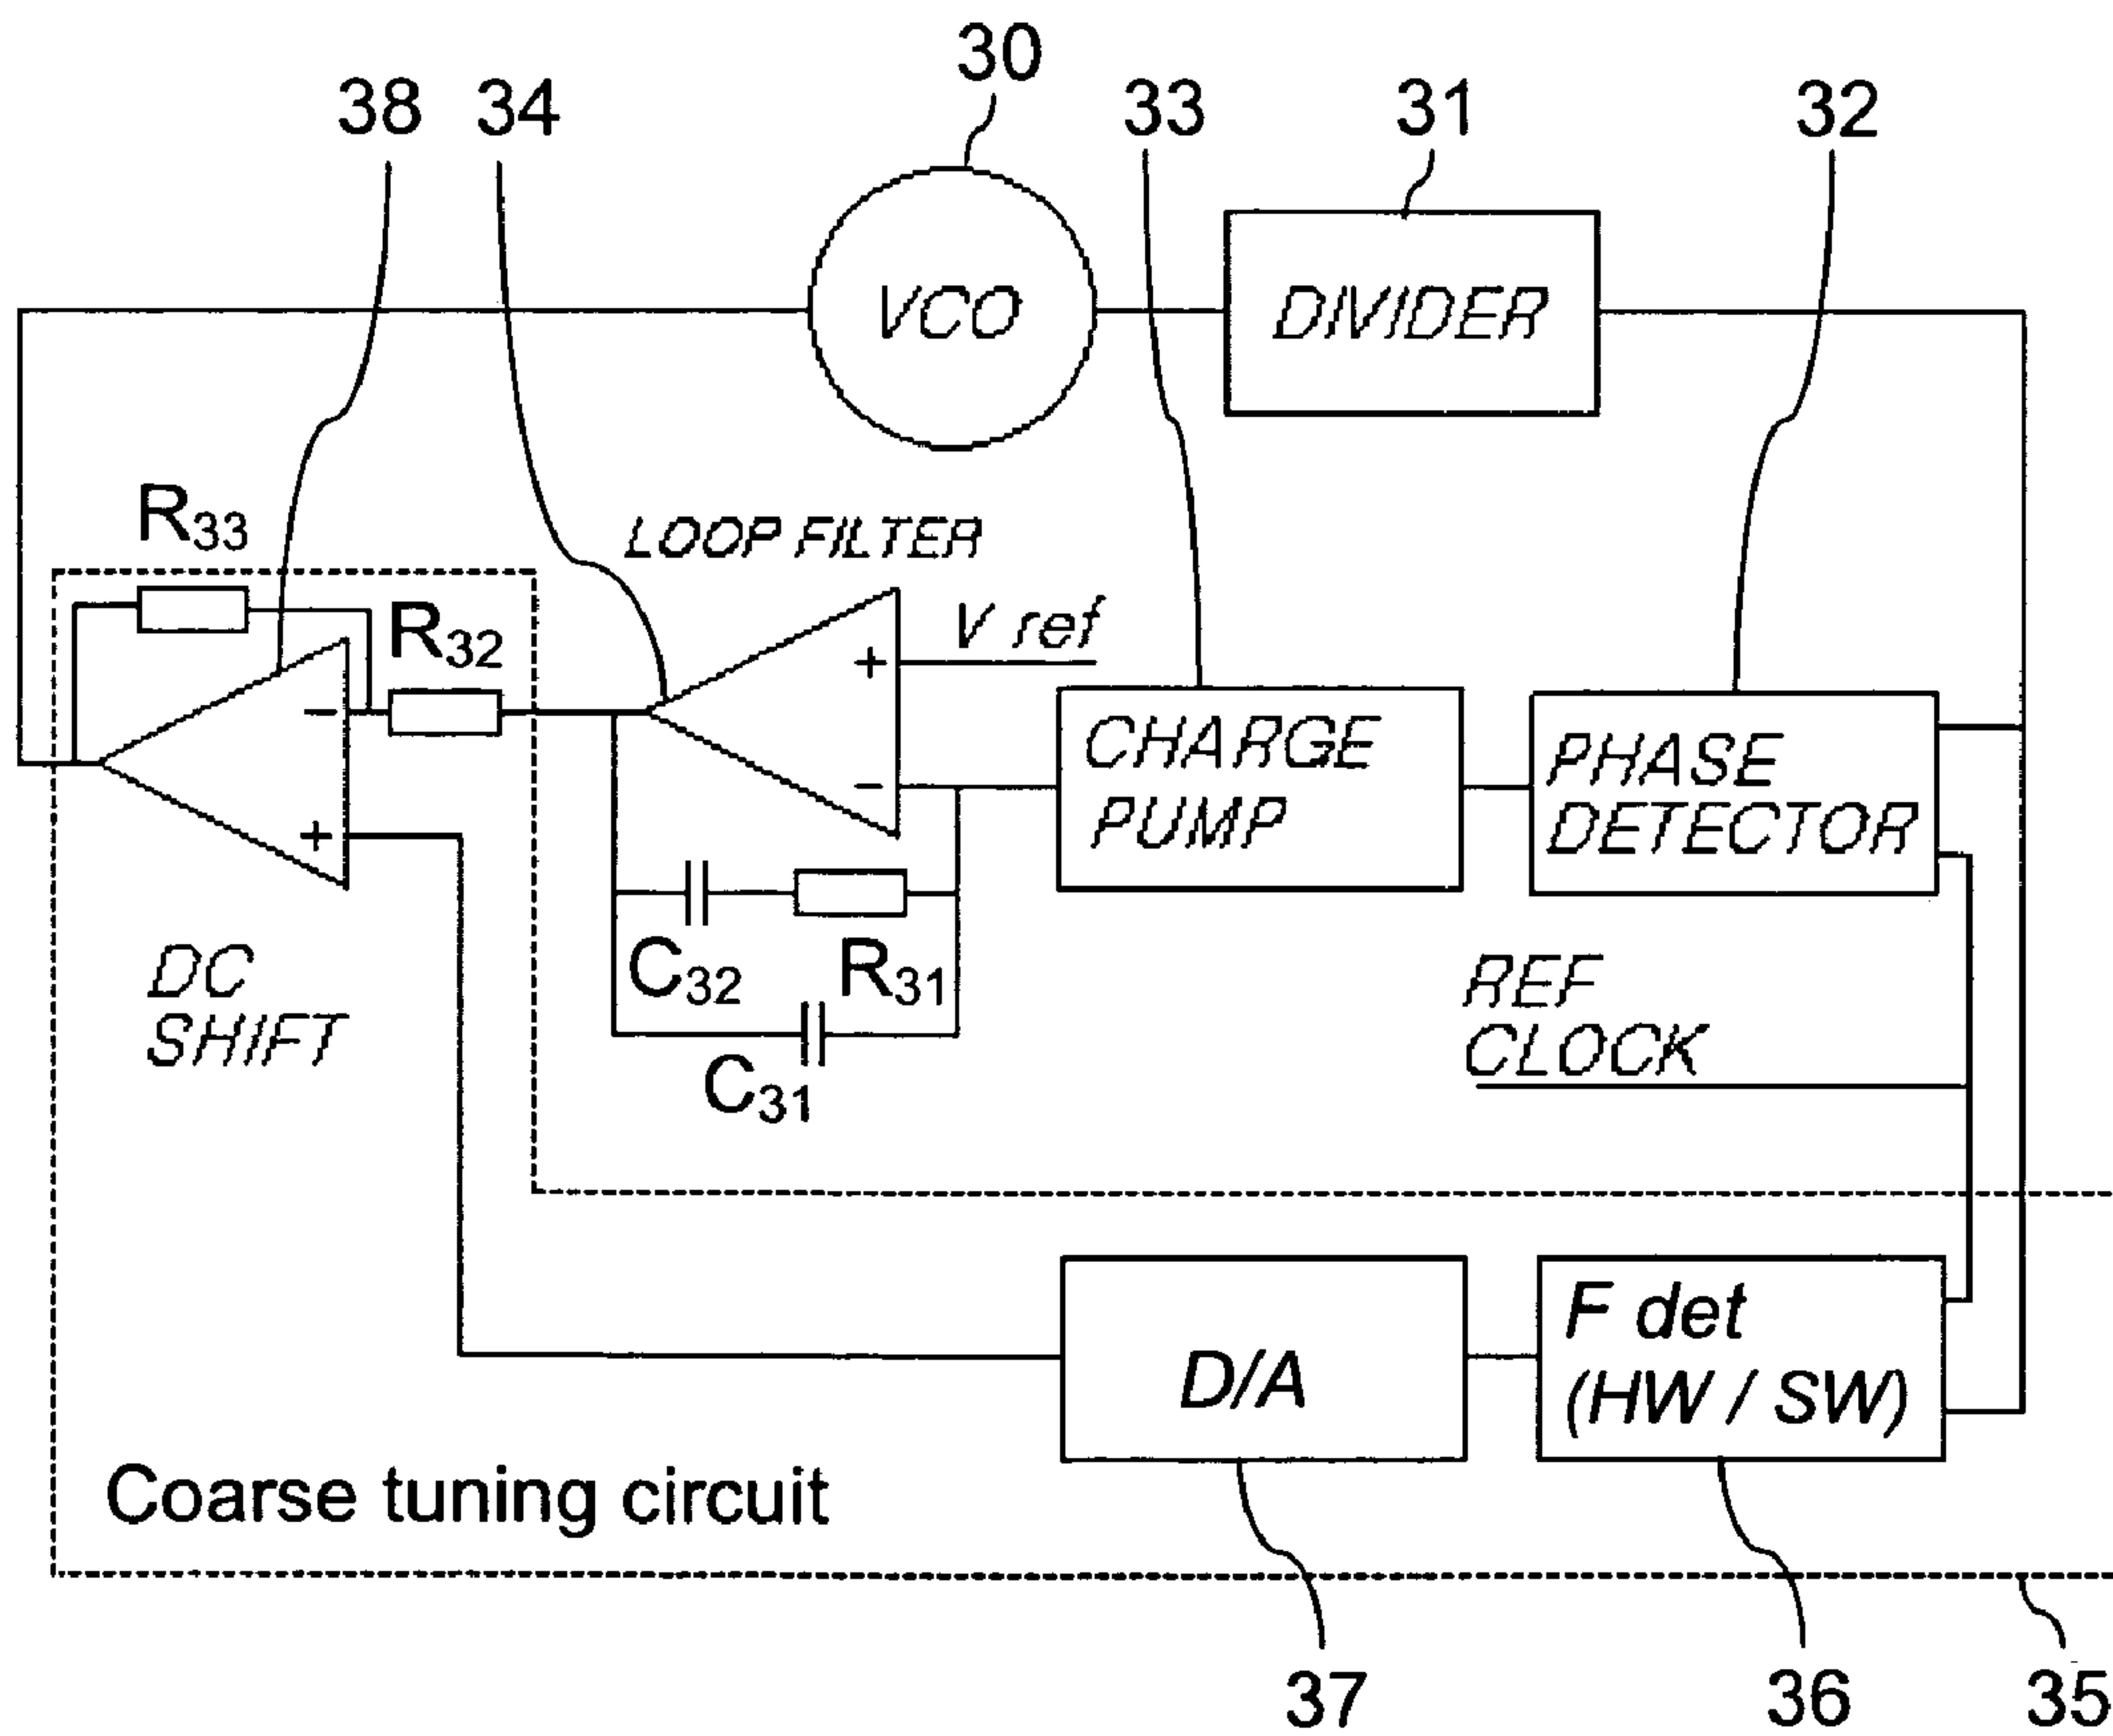 30
38
34
33
31
32
VCO
DIVIDER
R33
LOOP FILTER
R32
V ref
+
−
−
+
CHARGE
PUMP
PHASE
DETECTOR
C32
R31
C31
DC
SHIFT
REF
CLOCK
D/A
F det
(HW / SW)
Coarse tuning circuit
37
36
35